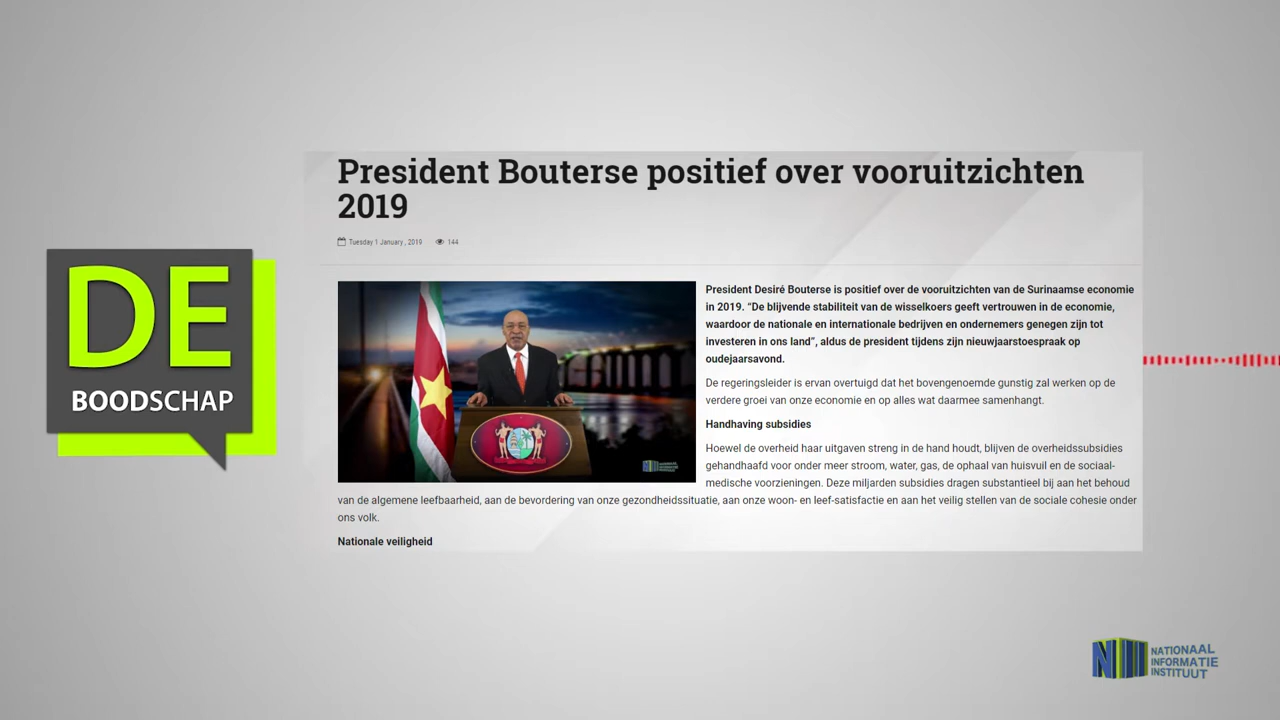 President Bouterse positief over vooruitzichten
2019
Tuesday 1 January , 2019 144
DE
BOODSCHAP
President Desiré Bouterse is positief over de vooruitzichten van de Surinaamse economie
in 2019. “De blijvende stabiliteit van de wisselkoers geeft vertrouwen in de economie,
waardoor de nationale en internationale bedrijven en ondernemers genegen zijn tot
investeren in ons land”, aldus de president tijdens zijn nieuwjaarstoespraak op
oudejaarsavond.
De regeringsleider is ervan overtuigd dat het bovengenoemde gunstig zal werken op de
verdere groei van onze economie en op alles wat daarmee samenhangt.
Handhaving subsidies
Hoewel de overheid haar uitgaven streng in de hand houdt, blijven de overheidssubsidies
gehandhaafd voor onder meer stroom, water, gas, de ophaal van huisvuil en de sociaal-
medische voorzieningen. Deze miljarden subsidies dragen substantieel bij aan het behoud
van de algemene leefbaarheid, aan de bevordering van onze gezondheidssituatie, aan onze woon- en leef-satisfactie en aan het veilig stellen van de sociale cohesie onder
ons volk.
Nationale veiligheid
NATIONAAL
INFORMATIE
INSTITUUT